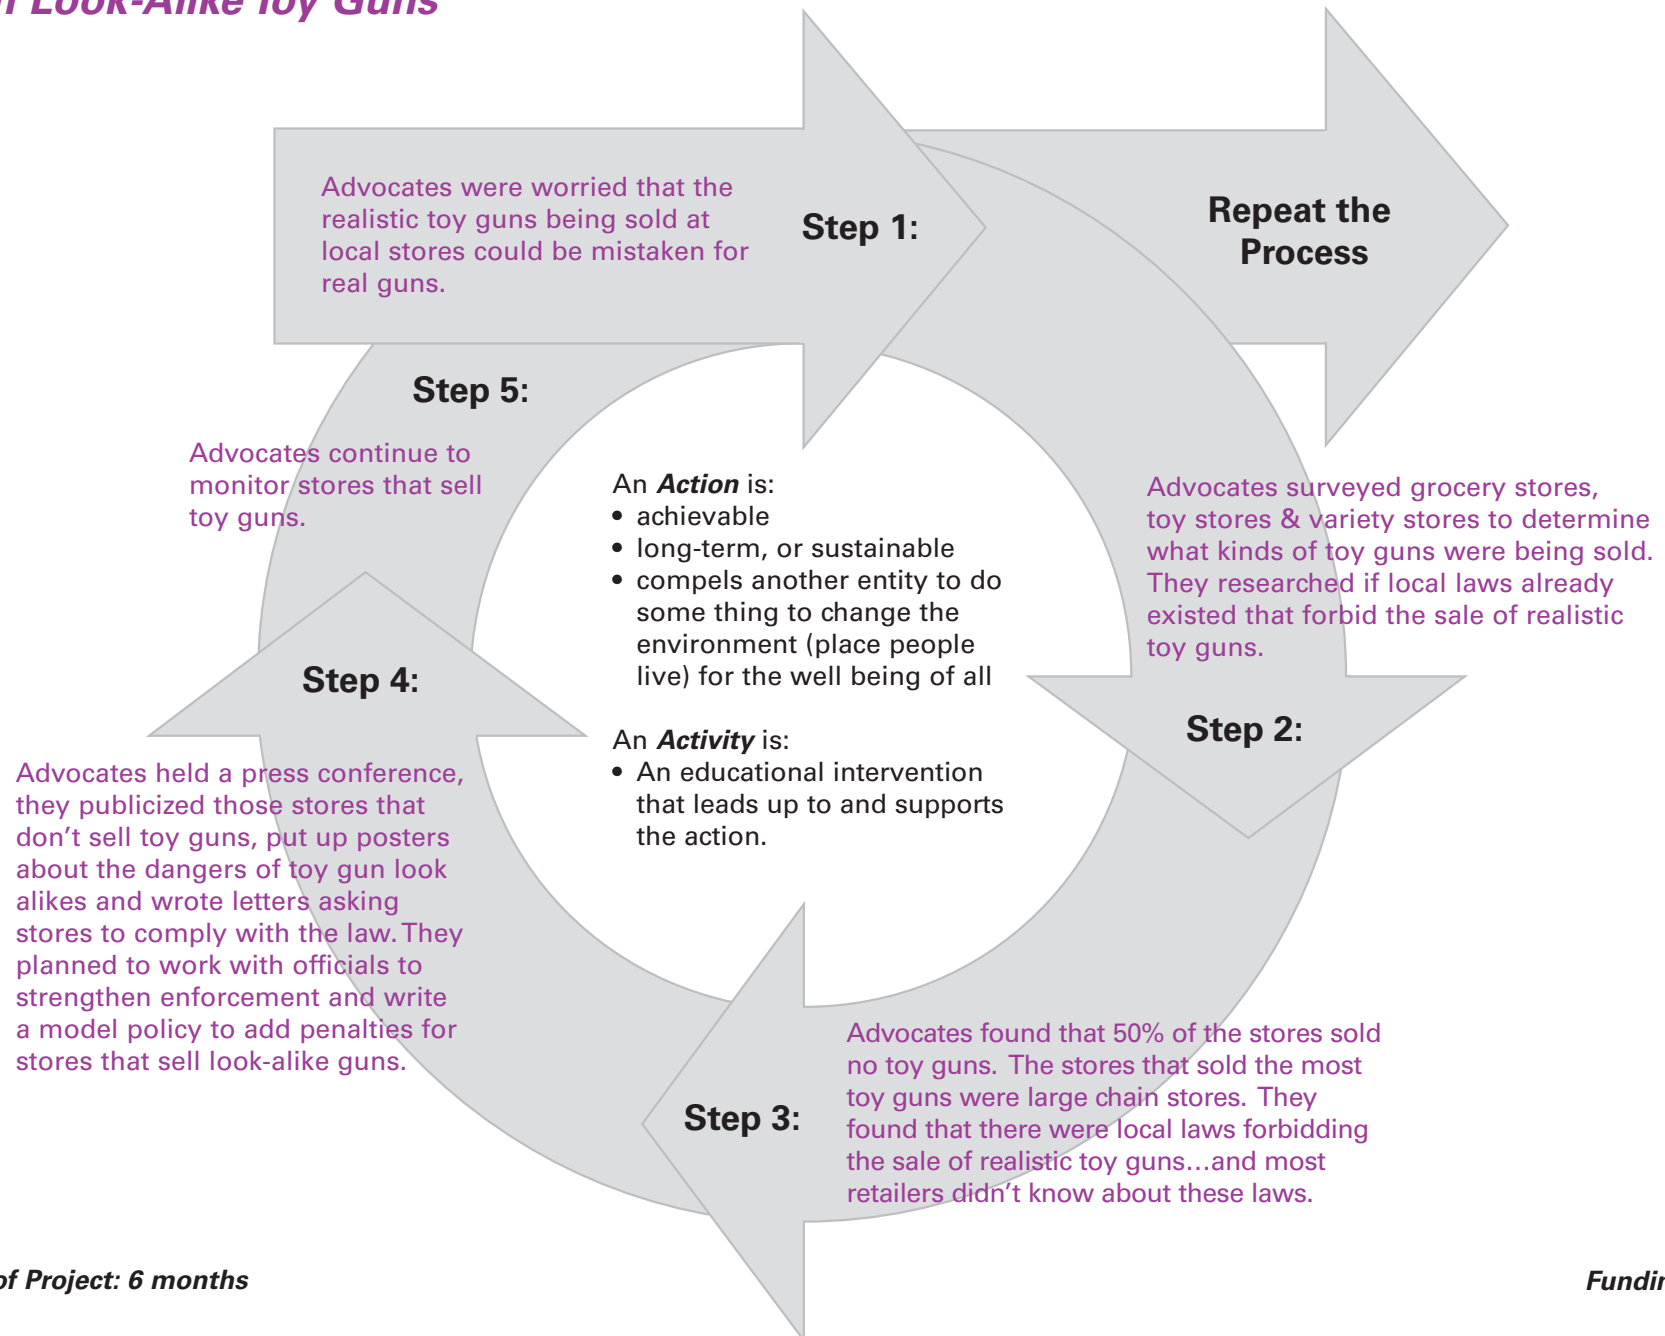 Look-Alike Toy Guns
Advocates were worried that the
realistic toy guns being sold at
local stores could be mistaken for
real guns.
Step 1:
Repeat the
Process
Advocates surveyed grocery stores,
toy stores & variety stores to determine
what kinds of toy guns were being sold.
They researched if local laws already
existed that forbid the sale of realistic
toy guns.
Step 2:
Advocates found that 50% of the stores sold
no toy guns. The stores that sold the most
toy guns were large chain stores. They
found that there were local laws forbidding
the sale of realistic toy guns…and most
retailers didn’t know about these laws.
Step 3:
Step 4:
Advocates held a press conference,
they publicized those stores that
don’t sell toy guns, put up posters
about the dangers of toy gun look
alikes and wrote letters asking
stores to comply with the law. They
planned to work with officials to
strengthen enforcement and write
a model policy to add penalties for
stores that sell look-alike guns.
Step 5:
Advocates continue to
monitor stores that sell
toy guns.
An Action is:
• achievable
• long-term, or sustainable
• compels another entity to do
some thing to change the
environment (place people
live) for the well being of all
An Activity is:
• An educational intervention
that leads up to and supports
the action.
of Project: 6 months